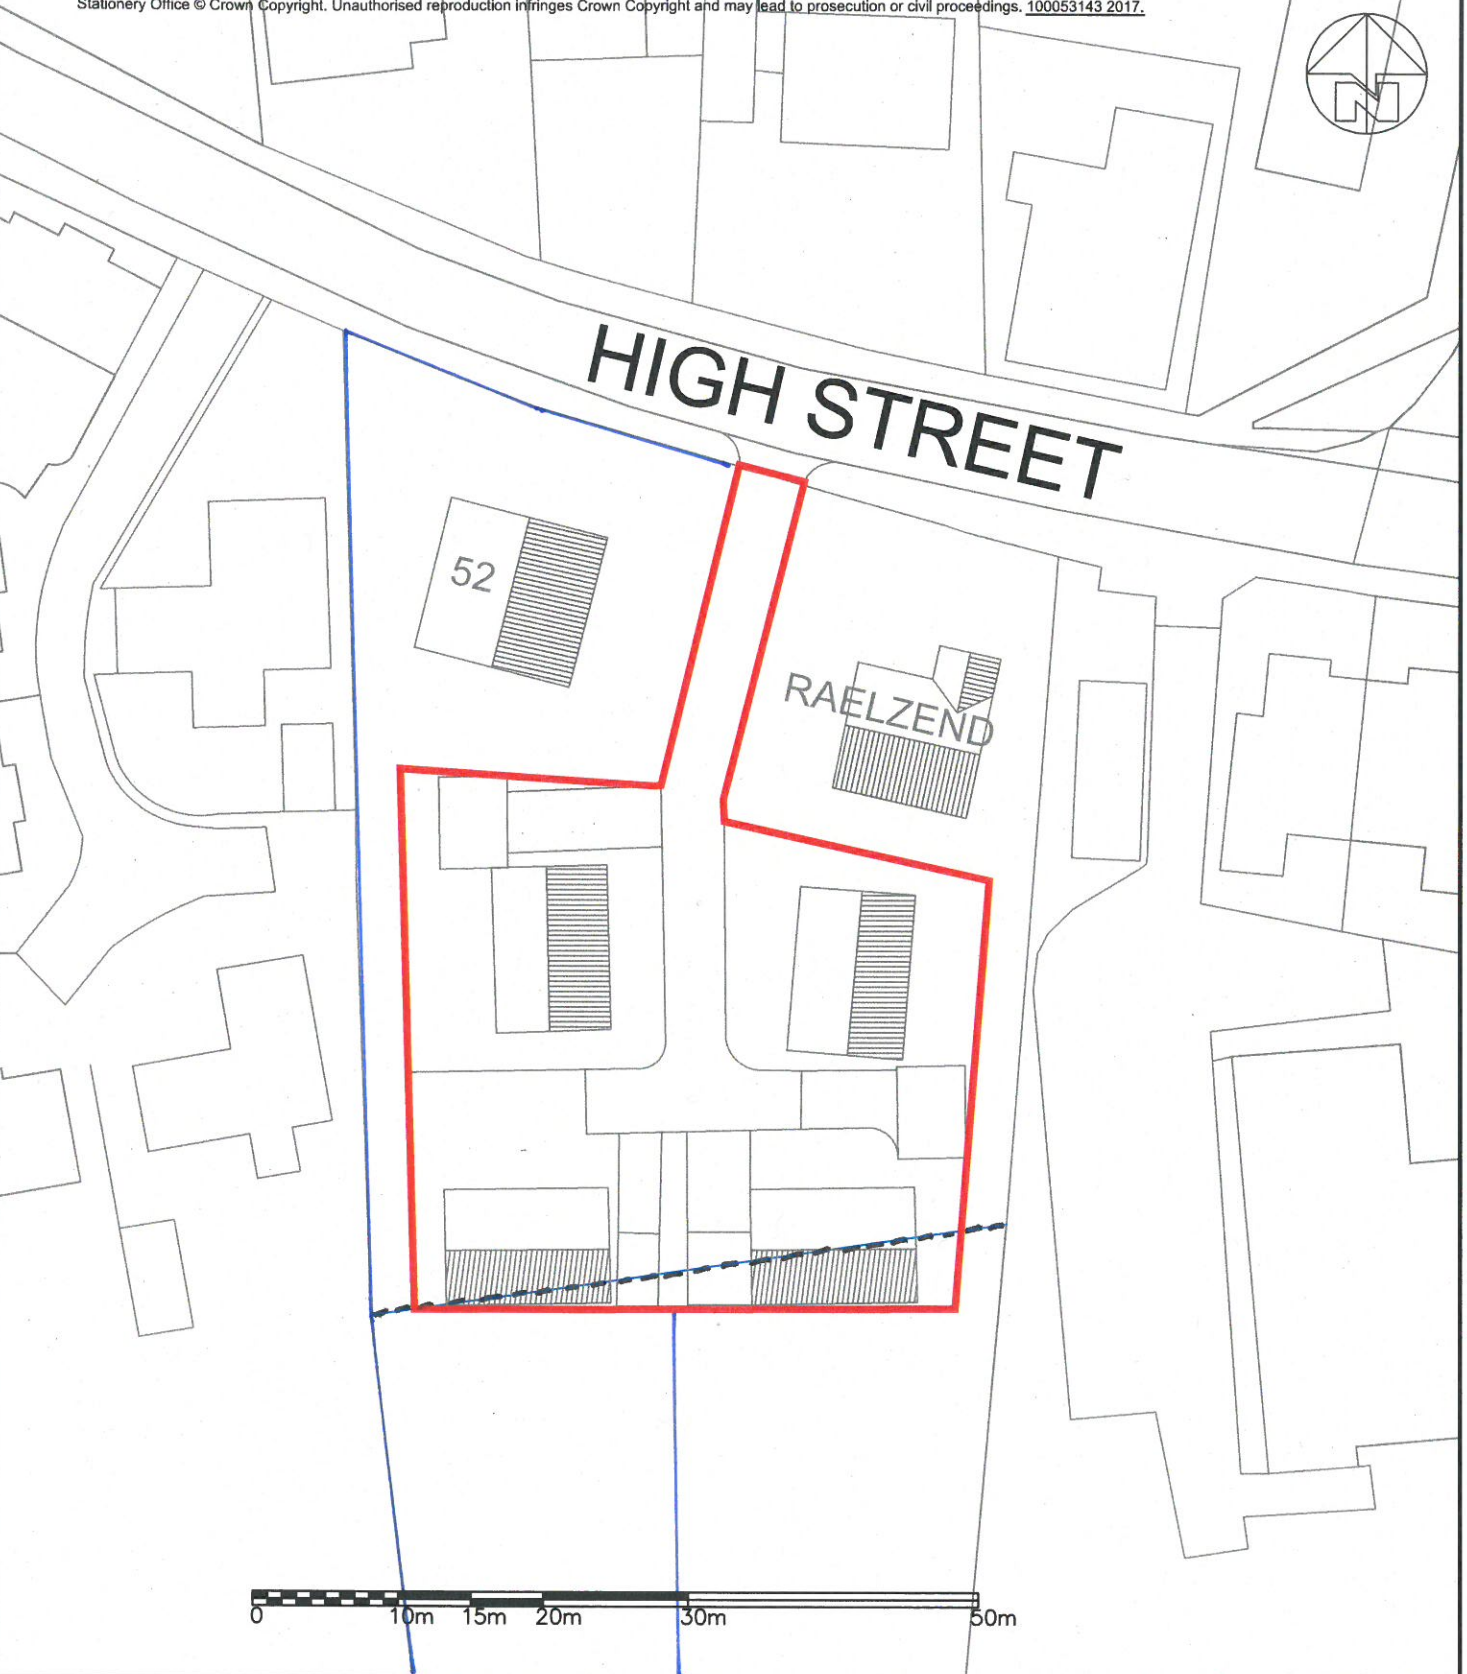 Stationery Office © Crown Copyright. Unauthorised reproduction infringes Crown Copyright and may lead to prosecution or civil proceedings. 100053143 2017.
N
HIGH STREET
52
RAELZEND
0 10m 15m 20m 30m 50m